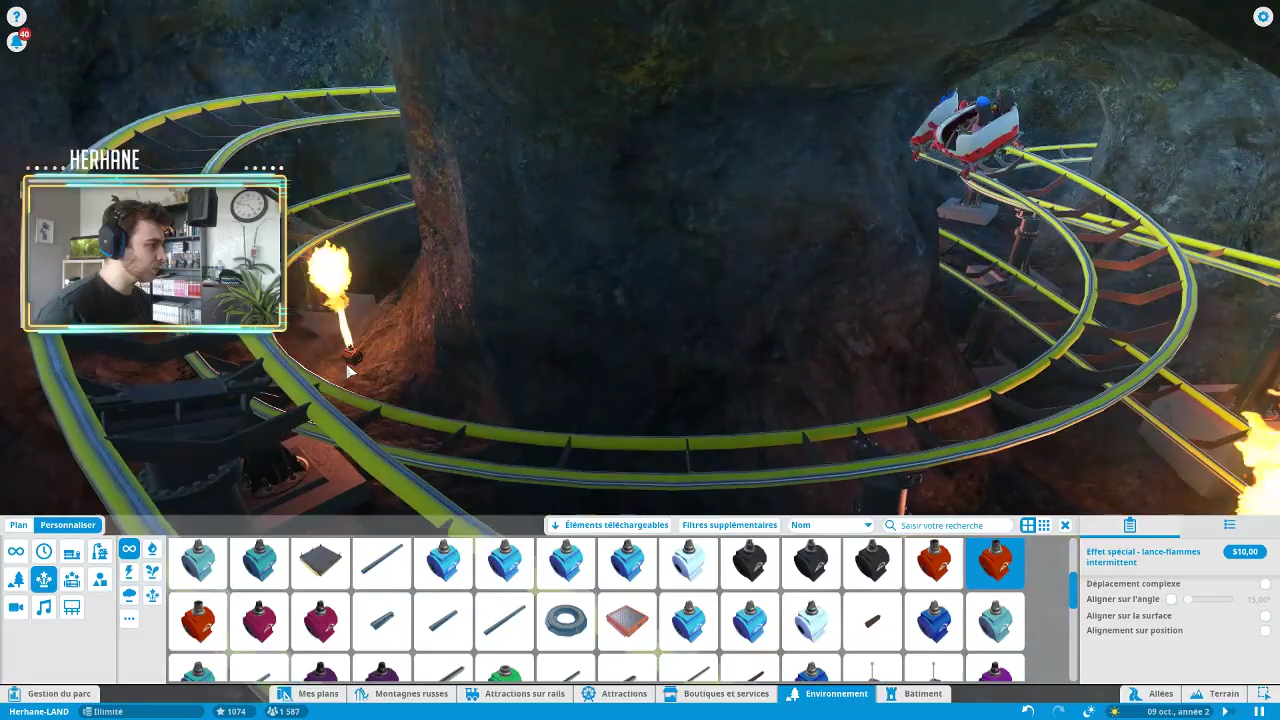 ?
40
HERHANE
Plan
Personnaliser
Éléments téléchargeables
Filtres supplémentaires
Nom
Saisir votre recherche
Effet spécial - lance-flammes intermittent
$10,00
Déplacement complexe
Aligner sur l'angle
15,00°
Aligner sur la surface
Alignement sur position
Gestion du parc
Mes plans
Montagnes russes
Attractions sur rails
Attractions
Boutiques et services
Environnement
Bâtiment
Allées
Terrain
Herhane-LAND
Illimité
1074
1 587
09 oct., année 2